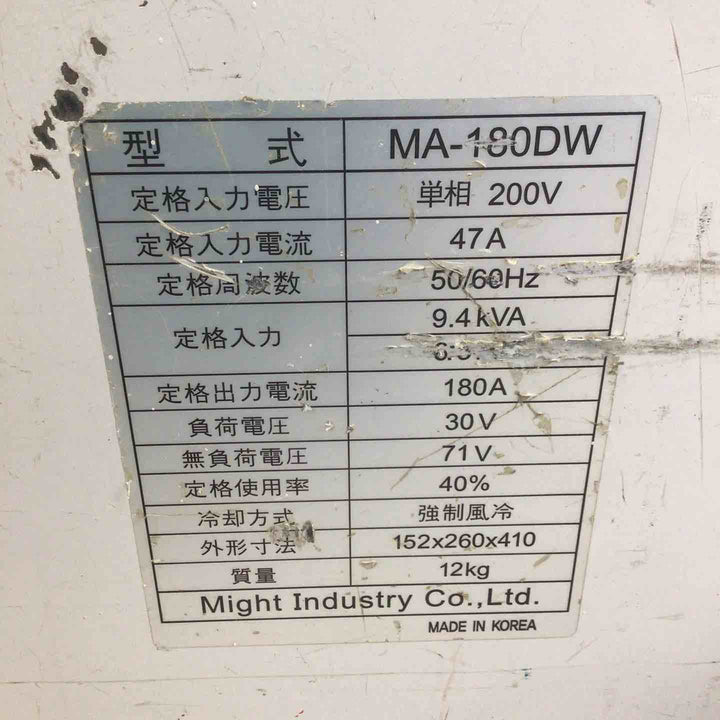 型 式 MA-180DW
定格入力電圧 単相 200V
定格入力電流 47A
定格周波数 50/60Hz
定格入力 9.4kVA
定格出力電流 180A
負荷電圧 30V
無負荷電圧 71V
定格使用率 40%
冷却方式 強制風冷
外形寸法 152x260x410
質量 12kg
Might Industry Co.,Ltd.
MADE IN KOREA